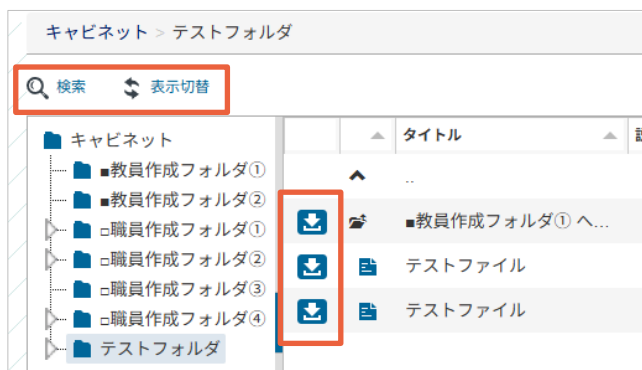 キャビネット > テストフォルダ
検索 表示切替
キャビネット
■教員作成フォルダ①
■教員作成フォルダ②
□職員作成フォルダ①
□職員作成フォルダ②
□職員作成フォルダ③
□職員作成フォルダ④
テストフォルダ
タイトル
..
■教員作成フォルダ① へ...
テストファイル
テストファイル